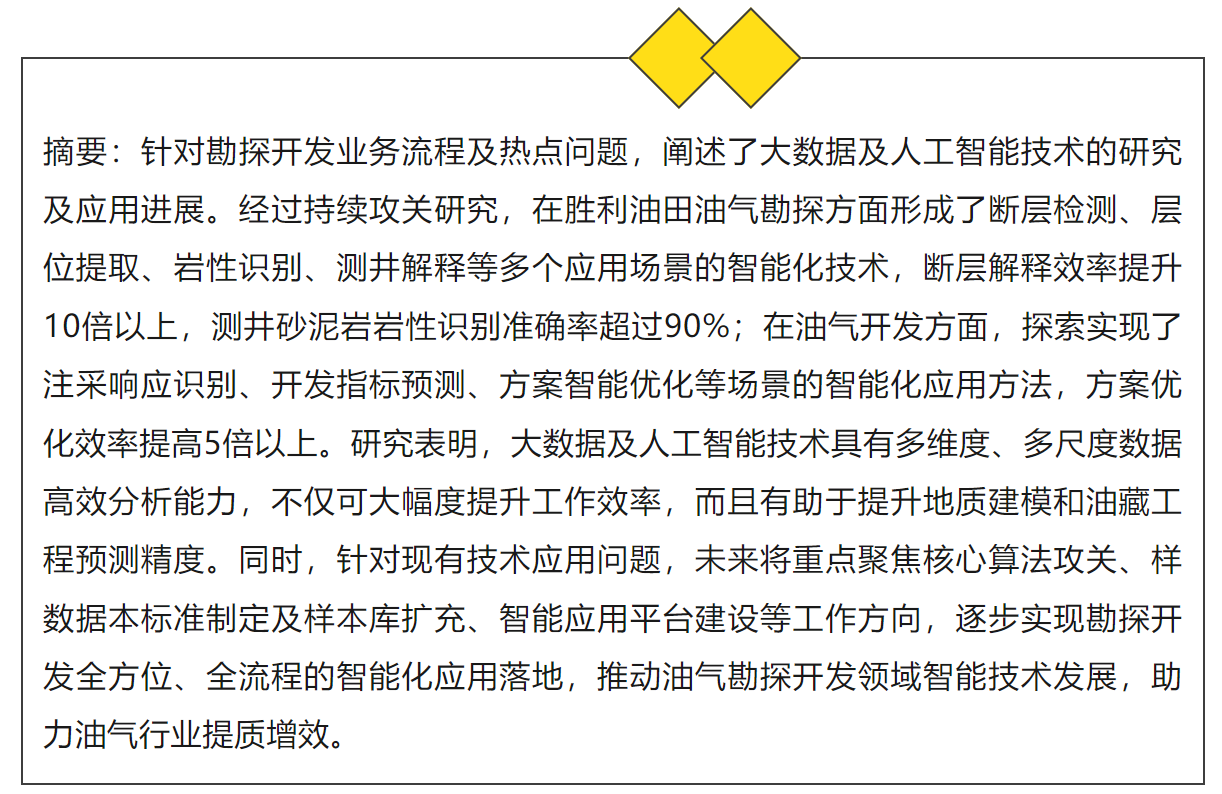 摘要：针对勘探开发业务流程及热点问题，阐述了大数据及人工智能技术的研究
及应用进展。经过持续攻关研究，在胜利油田油气勘探方面形成了断层检测、层
位提取、岩性识别、测井解释等多个应用场景的智能化技术，断层解释效率提升
10倍以上，测井砂泥岩岩性识别准确率超过90%；在油气开发方面，探索实现了
注采响应识别、开发指标预测、方案智能优化等场景的智能化应用方法，方案优
化效率提高5倍以上。研究表明，大数据及人工智能技术具有多维度、多尺度数据
高效分析能力，不仅可大幅度提升工作效率，而且有助于提升地质建模和油藏工
程预测精度。同时，针对现有技术应用问题，未来将重点聚焦核心算法攻关、样
数据本标准制定及样本库扩充、智能应用平台建设等工作方向，逐步实现勘探开
发全方位、全流程的智能化应用落地，推动油气勘探开发领域智能技术发展，助
力油气行业提质增效。